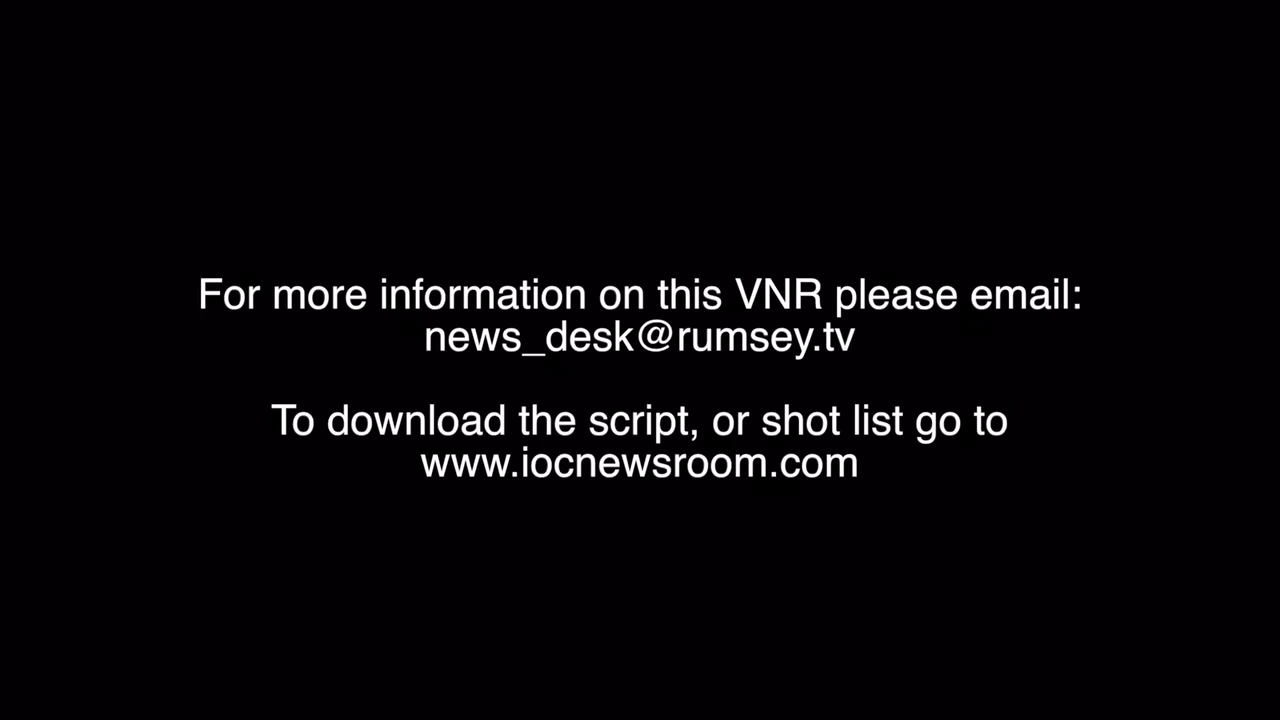 For more information on this VNR please email:
news_desk@rumsey.tv
To download the script, or shot list go to
www.iocnewsroom.com